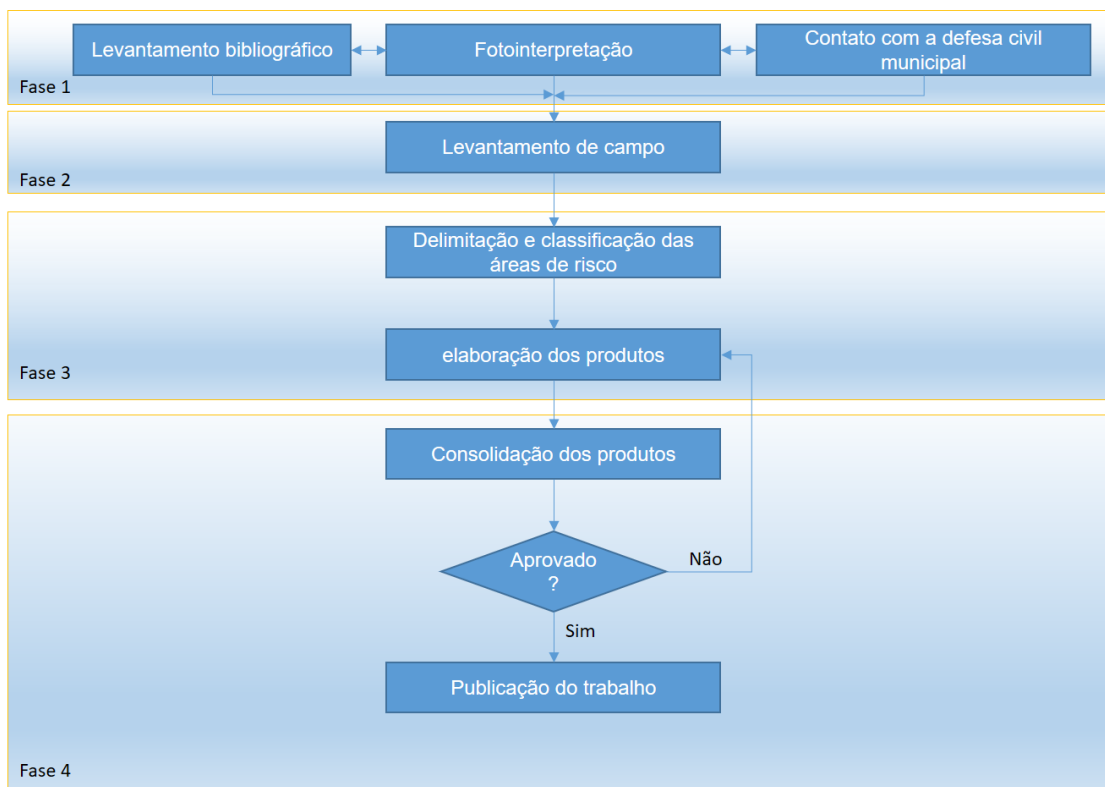 Levantamento bibliográfico
Fotointerpretação
Contato com a defesa civil
municipal
Fase 1
Levantamento de campo
Fase 2
Delimitação e classificação das
áreas de risco
elaboração dos produtos
Fase 3
Consolidação dos produtos
Aprovado
?
Não
Sim
Publicação do trabalho
Fase 4